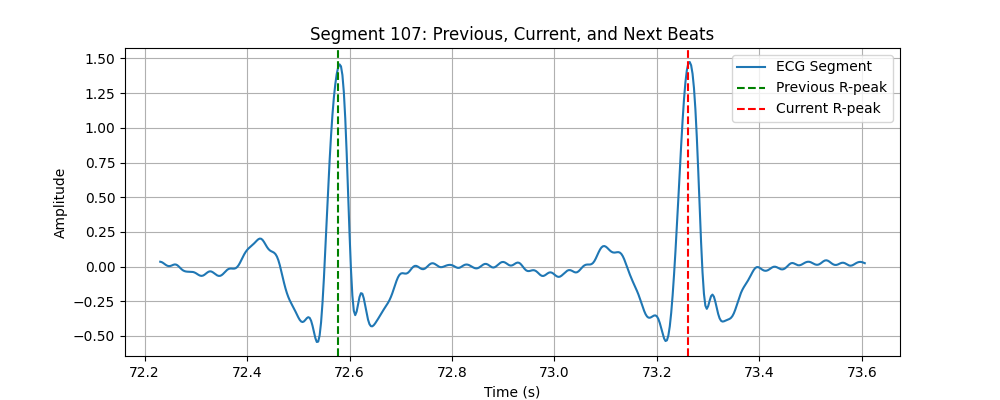 Segment 107: Previous, Current, and Next Beats
ECG Segment
Previous R-peak
Current R-peak
Amplitude
1.50
1.25
1.00
0.75
0.50
0.25
0.00
−0.25
−0.50
72.2 72.4 72.6 72.8 73.0 73.2 73.4 73.6
Time (s)